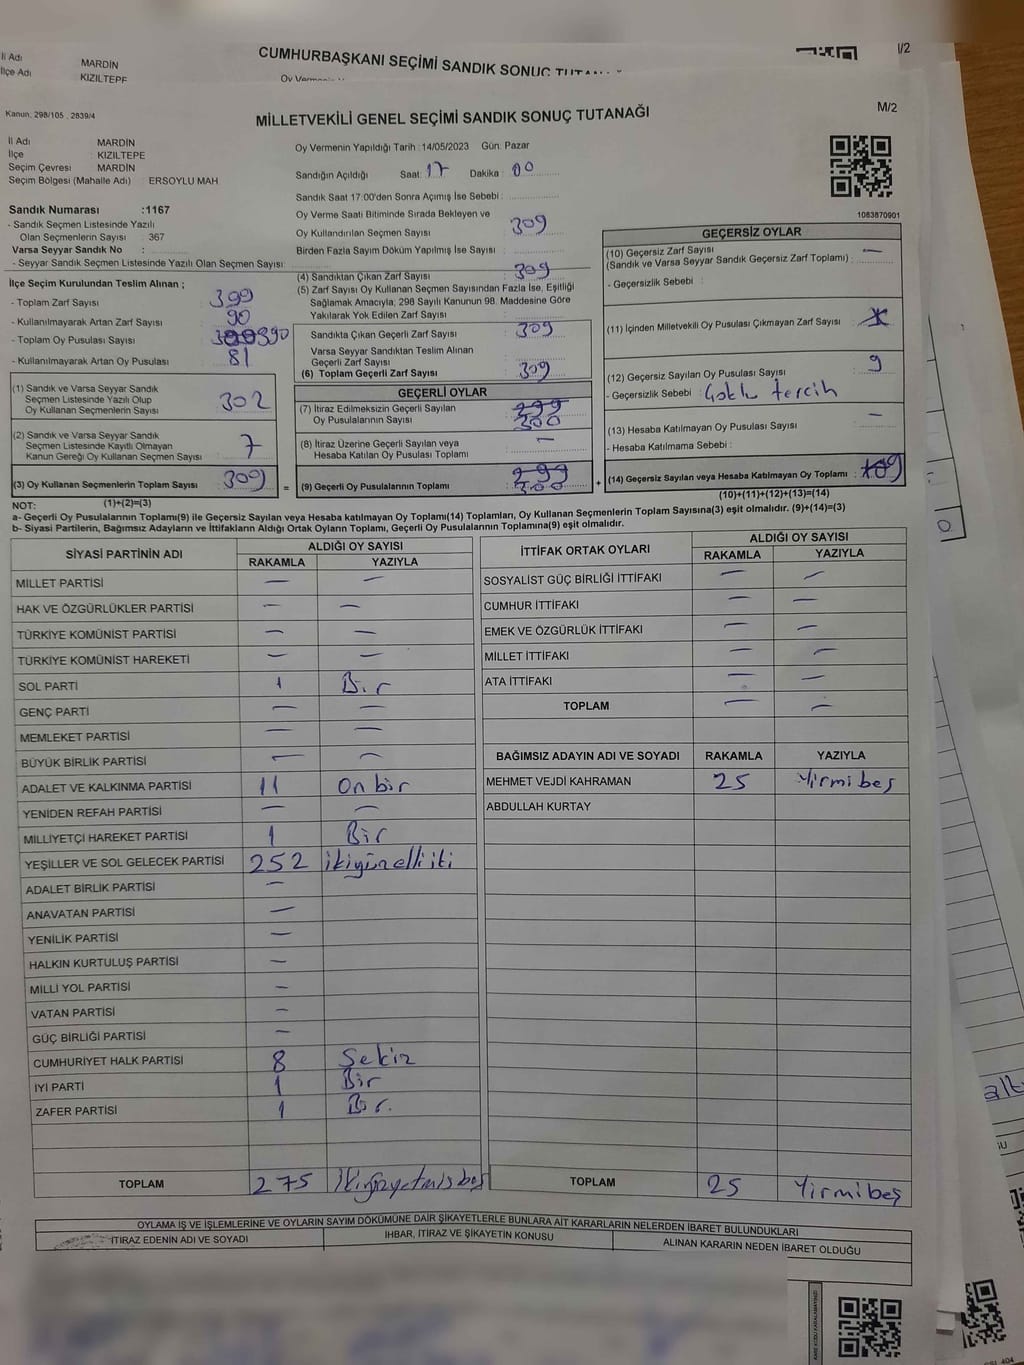 İl Adı MARDİN
İlçe Adı KIZILTEPE
CUMHURBAŞKANI SEÇİMİ SANDIK SONUÇ
I/2
Kanun, 298/105 , 2839/4
MİLLETVEKİLİ GENEL SEÇİMİ SANDIK SONUÇ TUTANAĞI
M/2
İl Adı MARDİN
İlçe : KIZILTEPE
Seçim Çevresi MARDİN
Seçim Bölgesi (Mahalle Adı) : ERSOYLU MAH
Sandık Numarası :1167
- Sandık Seçmen Listesinde Yazılı
Olan Seçmenlerin Sayısı : 367
Varsa Seyyar Sandık No :
- Seyyar Sandık Seçmen Listesinde Yazılı Olan Seçmen Sayısı:
Oy Vermenin Yapıldığı Tarih :14/05/2023 Gün: Pazar
Sandığın Açıldığı Saat: 17 Dakika : 00
Sandık Saat 17:00'den Sonra Açımış İse Sebebi :
Oy Verme Saati Bitiminde Sırada Bekleyen ve
Oy Kullandırılan Seçmen Sayısı : 309
Birden Fazla Sayım Döküm Yapılmış İse Sayısı :
1083870901
İlçe Seçim Kurulundan Teslim Alınan ;
- Toplam Zarf Sayısı : 399
- Kullanılmayarak Artan Zarf Sayısı : 90
- Toplam Oy Pusulası Sayısı : 390
- Kullanılmayarak Artan Oy Pusulası : 81
(1) Sandık ve Varsa Seyyar Sandık
Seçmen Listesinde Yazılı Olup
Oy Kullanan Seçmenlerin Sayısı : 302
(2) Sandık ve Varsa Seyyar Sandık
Seçmen Listesinde Kayıtlı Olmayan
Kanun Gereği Oy Kullanan Seçmen Sayısı : 7
(3) Oy Kullanan Seçmenlerin Toplam Sayısı : 309
(1)+(2)=(3)
(4) Sandıktan Çıkan Zarf Sayısı : 309
(5) Zarf Sayısı Oy Kullanan Seçmen Sayısından Fazla İse, Eşitliği
Sağlamak Amacıyla; 298 Sayılı Kanunun 98. Maddesine Göre
Yakılarak Yok Edilen Zarf Sayısı :
Sandıkta Çıkan Geçerli Zarf Sayısı : 309
Varsa Seyyar Sandıktan Teslim Alınan
Geçerli Zarf Sayısı :
(6) Toplam Geçerli Zarf Sayısı : 309
GEÇERLİ OYLAR
(7) İtiraz Edilmeksizin Geçerli Sayılan
Oy Pusulalarının Sayısı : 299 300
(8) İtiraz Üzerine Geçerli Sayılan veya
Hesaba Katılan Oy Pusulası Toplamı : —
= (9) Geçerli Oy Pusulalarının Toplamı : 299 300 +
GEÇERSİZ OYLAR
(10) Geçersiz Zarf Sayısı
(Sandık ve Varsa Seyyar Sandık Geçersiz Zarf Toplamı) : —
- Geçersizlik Sebebi :
(11) İçinden Milletvekili Oy Pusulası Çıkmayan Zarf Sayısı :
(12) Geçersiz Sayılan Oy Pusulası Sayısı : 9
- Geçersizlik Sebebi : Çoklu tercih
(13) Hesaba Katılmayan Oy Pusulası Sayısı : —
- Hesaba Katılmama Sebebi :
(14) Geçersiz Sayılan veya Hesaba Katılmayan Oy Toplamı : 9
(10)+(11)+(12)+(13)=(14)
NOT:
a- Geçerli Oy Pusulalarının Toplamı(9) ile Geçersiz Sayılan veya Hesaba katılmayan Oy Toplamı(14) Toplamları, Oy Kullanan Seçmenlerin Toplam Sayısına(3) eşit olmalıdır. (9)+(14)=(3)
b- Siyasi Partilerin, Bağımsız Adayların ve İttifakların Aldığı Ortak Oyların Toplamı, Geçerli Oy Pusulalarının Toplamına(9) eşit olmalıdır.
SİYASİ PARTİNİN ADI ALDIĞI OY SAYISI
RAKAMLA YAZIYLA
MİLLET PARTİSİ — —
HAK VE ÖZGÜRLÜKLER PARTİSİ — —
TÜRKİYE KOMÜNİST PARTİSİ — —
TÜRKİYE KOMÜNİST HAREKETİ — —
SOL PARTİ 1 Bir
GENÇ PARTİ — —
MEMLEKET PARTİSİ — —
BÜYÜK BİRLİK PARTİSİ — —
ADALET VE KALKINMA PARTİSİ 11 On bir
YENİDEN REFAH PARTİSİ — —
MİLLİYETÇİ HAREKET PARTİSİ 1 Bir
YEŞİLLER VE SOL GELECEK PARTİSİ 252 ikiyüzelliiki
ADALET BİRLİK PARTİSİ —
ANAVATAN PARTİSİ —
YENİLİK PARTİSİ —
HALKIN KURTULUŞ PARTİSİ —
MİLLİ YOL PARTİSİ —
VATAN PARTİSİ —
GÜÇ BİRLİĞİ PARTİSİ —
CUMHURİYET HALK PARTİSİ 8 Sekiz
İYİ PARTİ 1 Bir
ZAFER PARTİSİ 1 Bir.
TOPLAM 275 ikiyüzyetmişbeş
İTTİFAK ORTAK OYLARI ALDIĞI OY SAYISI
RAKAMLA YAZIYLA
SOSYALİST GÜÇ BİRLİĞİ İTTİFAKI — —
CUMHUR İTTİFAKI — —
EMEK VE ÖZGÜRLÜK İTTİFAKI — —
MİLLET İTTİFAKI — —
ATA İTTİFAKI — —
TOPLAM — —
BAĞIMSIZ ADAYIN ADI VE SOYADI RAKAMLA YAZIYLA
MEHMET VEJDİ KAHRAMAN 25 Yirmibeş
ABDULLAH KURTAY
TOPLAM 25 Yirmibeş
OYLAMA İŞ VE İŞLEMLERİNE VE OYLARIN SAYIM DÖKÜMÜNE DAİR ŞİKAYETLERLE BUNLARA AİT KARARLARIN NELERDEN İBARET BULUNDUKLARI
İTİRAZ EDENİN ADI VE SOYADI İHBAR, İTİRAZ VE ŞİKAYETİN KONUSU ALINAN KARARIN NEDEN İBARET OLDUĞU